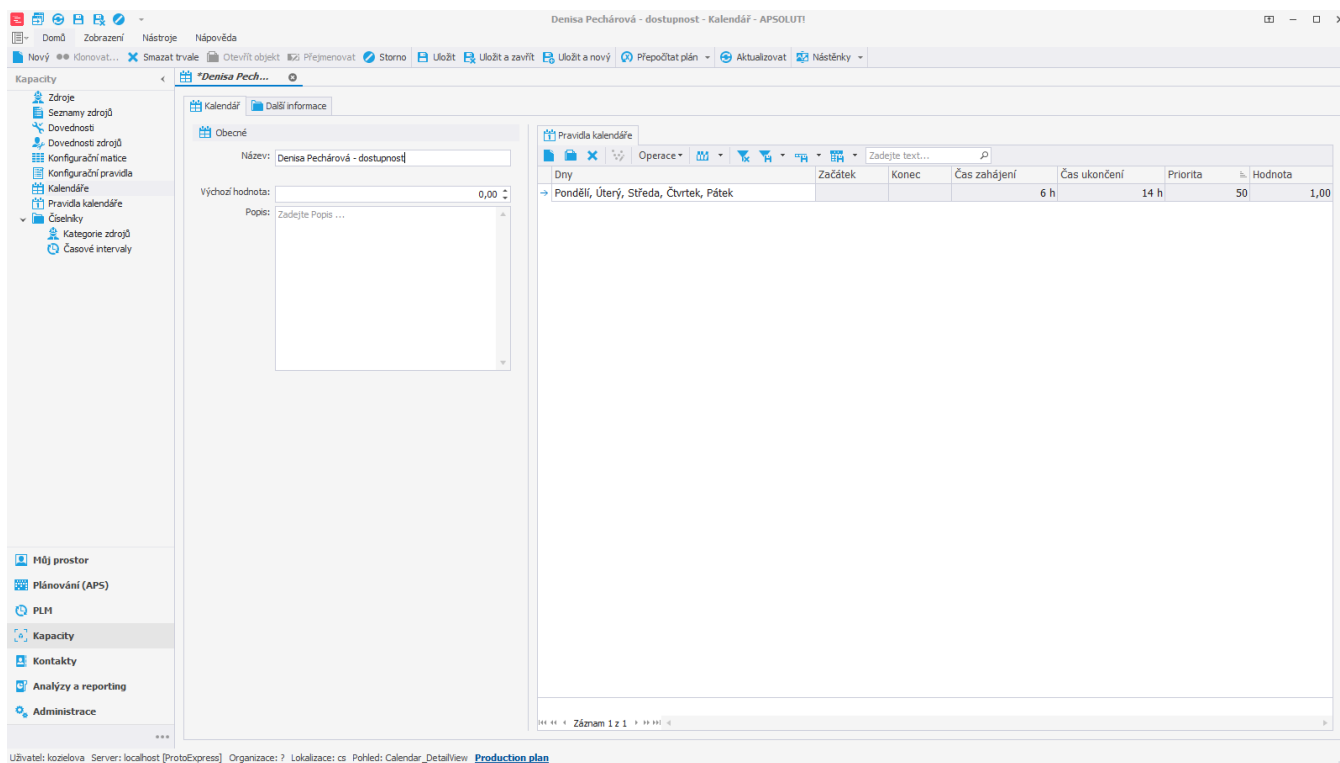 Denisa Pechárová - dostupnost - Kalendář - APSOLUT!
Domů Zobrazení Nástroje Nápověda
Nový Klonovat... Smazat trvale Otevřít objekt Přejmenovat Storno Uložit Uložit a zavřít Uložit a nový Přepočítat plán Aktualizovat Nástěnky
Kapacity
*Denisa Pech...
Zdroje
Seznamy zdrojů
Dovednosti
Dovednosti zdrojů
Konfigurační matice
Konfigurační pravidla
Kalendáře
Pravidla kalendáře
Číselníky
Kategorie zdrojů
Časové intervaly
Kalendář Další informace
Obecné
Název: Denisa Pechárová - dostupnost
Výchozí hodnota: 0,00
Popis: Zadejte Popis ...
Pravidla kalendáře
Operace Zadejte text...
Dny Začátek Konec Čas zahájení Čas ukončení Priorita Hodnota
Pondělí, Úterý, Středa, Čtvrtek, Pátek 6 h 14 h 50 1,00
Záznam 1 z 1
Můj prostor
Plánování (APS)
PLM
Kapacity
Kontakty
Analýzy a reporting
Administrace
Uživatel: kozielova Server: localhost [ProtoExpress] Organizace: ? Lokalizace: cs Pohled: Calendar_DetailView Production plan